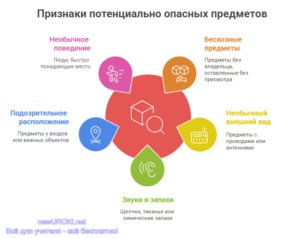 Признаки потенциально опасных предметов
Необычное
поведение
Люди, быстро
покидающие место.
Бесхозные
предметы
Предметы без
владельца,
оставленные без
присмотра
Подозрительное
расположение
Предметы у входов
или важных объектов
Необычный
внешний вид
Предметы с
проводами или
антеннами
Звуки и запахи
Щелчки, тиканье или
химические запахи
newUROKI.net
Всё для учителя - всё бесплатно!